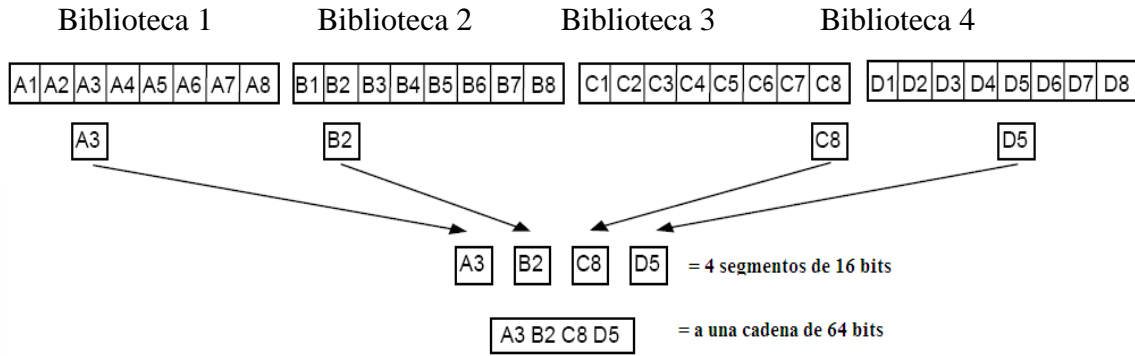 Biblioteca 1 Biblioteca 2 Biblioteca 3 Biblioteca 4
A1 A2 A3 A4 A5 A6 A7 A8 B1 B2 B3 B4 B5 B6 B7 B8 C1 C2 C3 C4 C5 C6 C7 C8 D1 D2 D3 D4 D5 D6 D7 D8
A3 B2 C8 D5
A3 B2 C8 D5 = 4 segmentos de 16 bits
A3 B2 C8 D5 = a una cadena de 64 bits